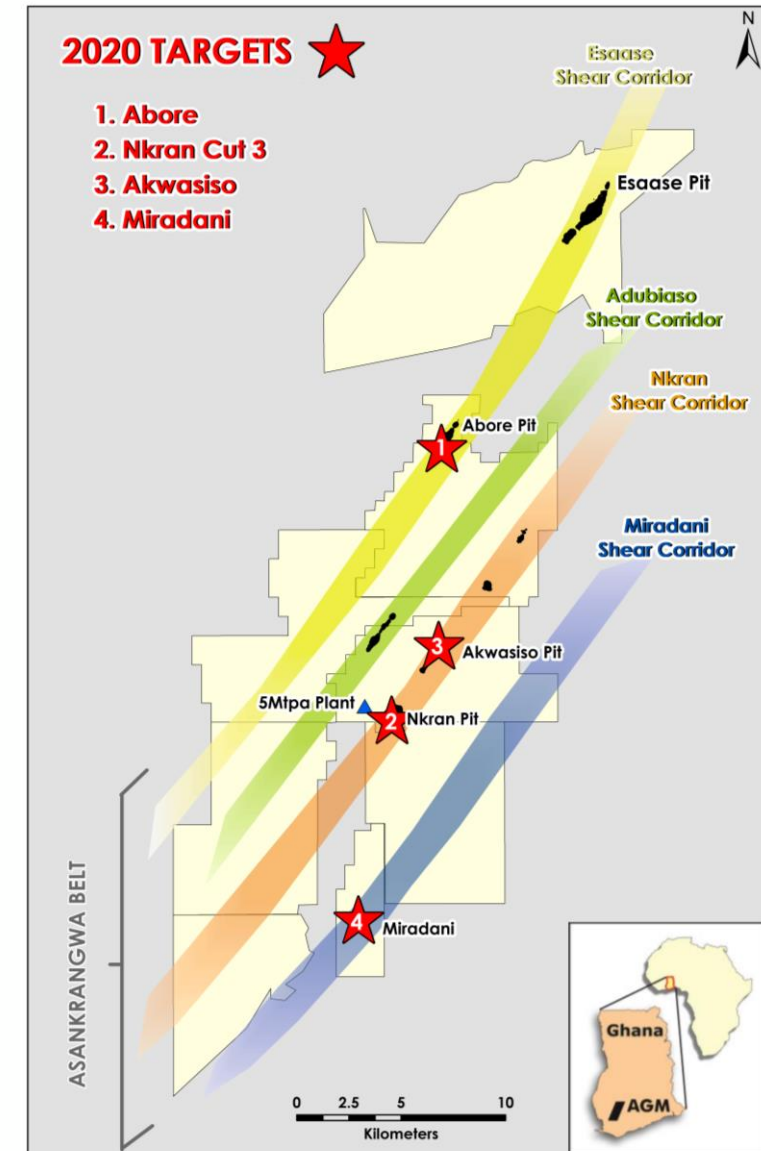 2020 TARGETS
1. Abore
2. Nkran Cut 3
3. Akwasiso
4. Miradani
N
Esaase
Shear Corridor
Esaase Pit
Adubiaso
Shear Corridor
Nkran
Shear Corridor
Abore Pit
1
Miradani
Shear Corridor
3
Akwasiso Pit
5Mtpa Plant
2
Nkran Pit
4
Miradani
ASANKRANGWA BELT
Ghana
AGM
0 2.5 5 10
Kilometers